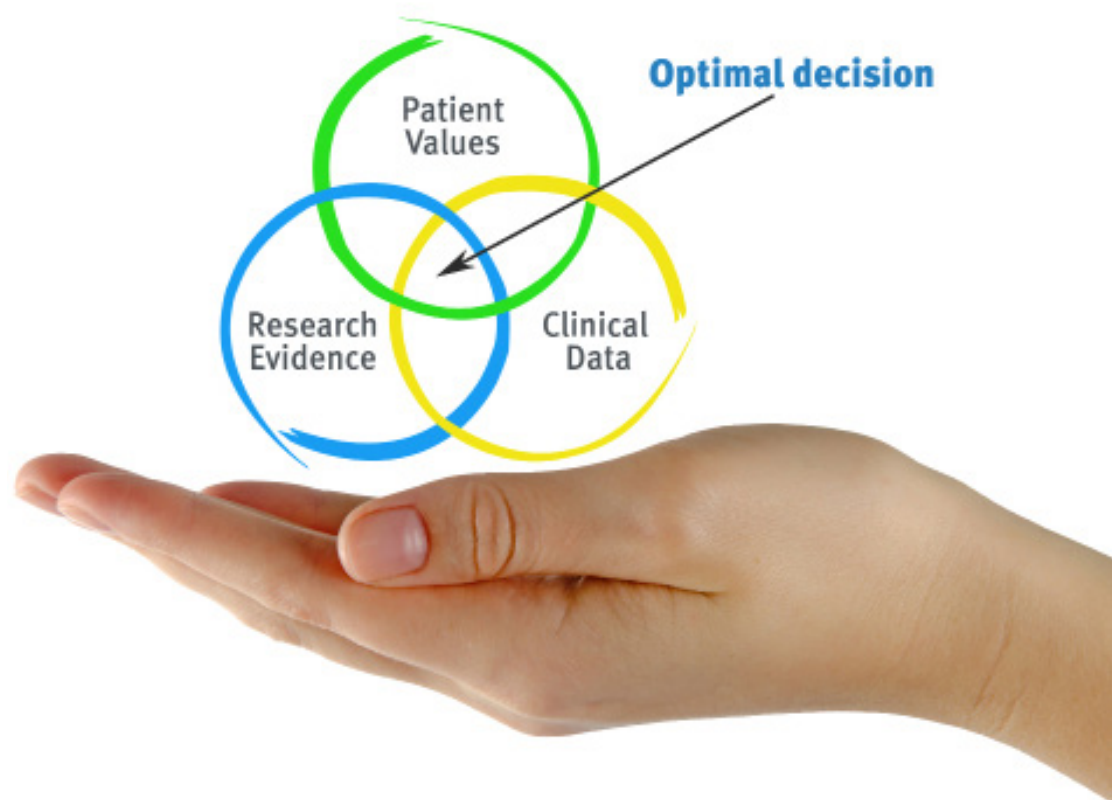 Optimal decision
Patient
Values
Research
Evidence
Clinical
Data